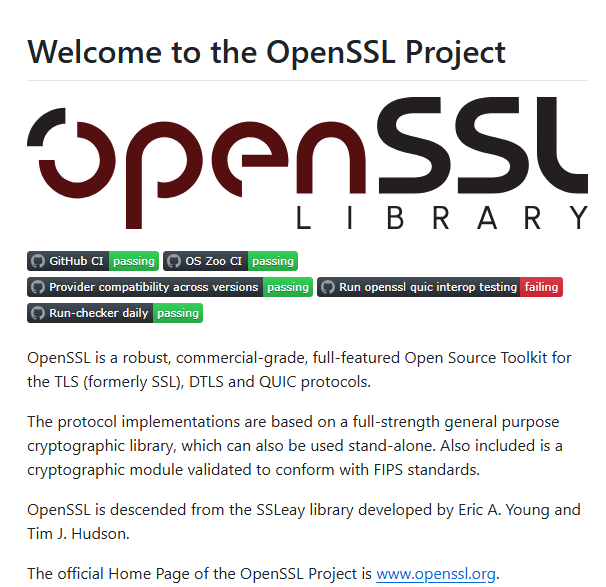 Welcome to the OpenSSL Project
OpenSSL
LIBRARY
GitHub CI passing OS Zoo CI passing
Provider compatibility across versions passing Run openssl quic interop testing failing
Run-checker daily passing
OpenSSL is a robust, commercial-grade, full-featured Open Source Toolkit for
the TLS (formerly SSL), DTLS and QUIC protocols.
The protocol implementations are based on a full-strength general purpose
cryptographic library, which can also be used stand-alone. Also included is a
cryptographic module validated to conform with FIPS standards.
OpenSSL is descended from the SSLeay library developed by Eric A. Young and
Tim J. Hudson.
The official Home Page of the OpenSSL Project is www.openssl.org.